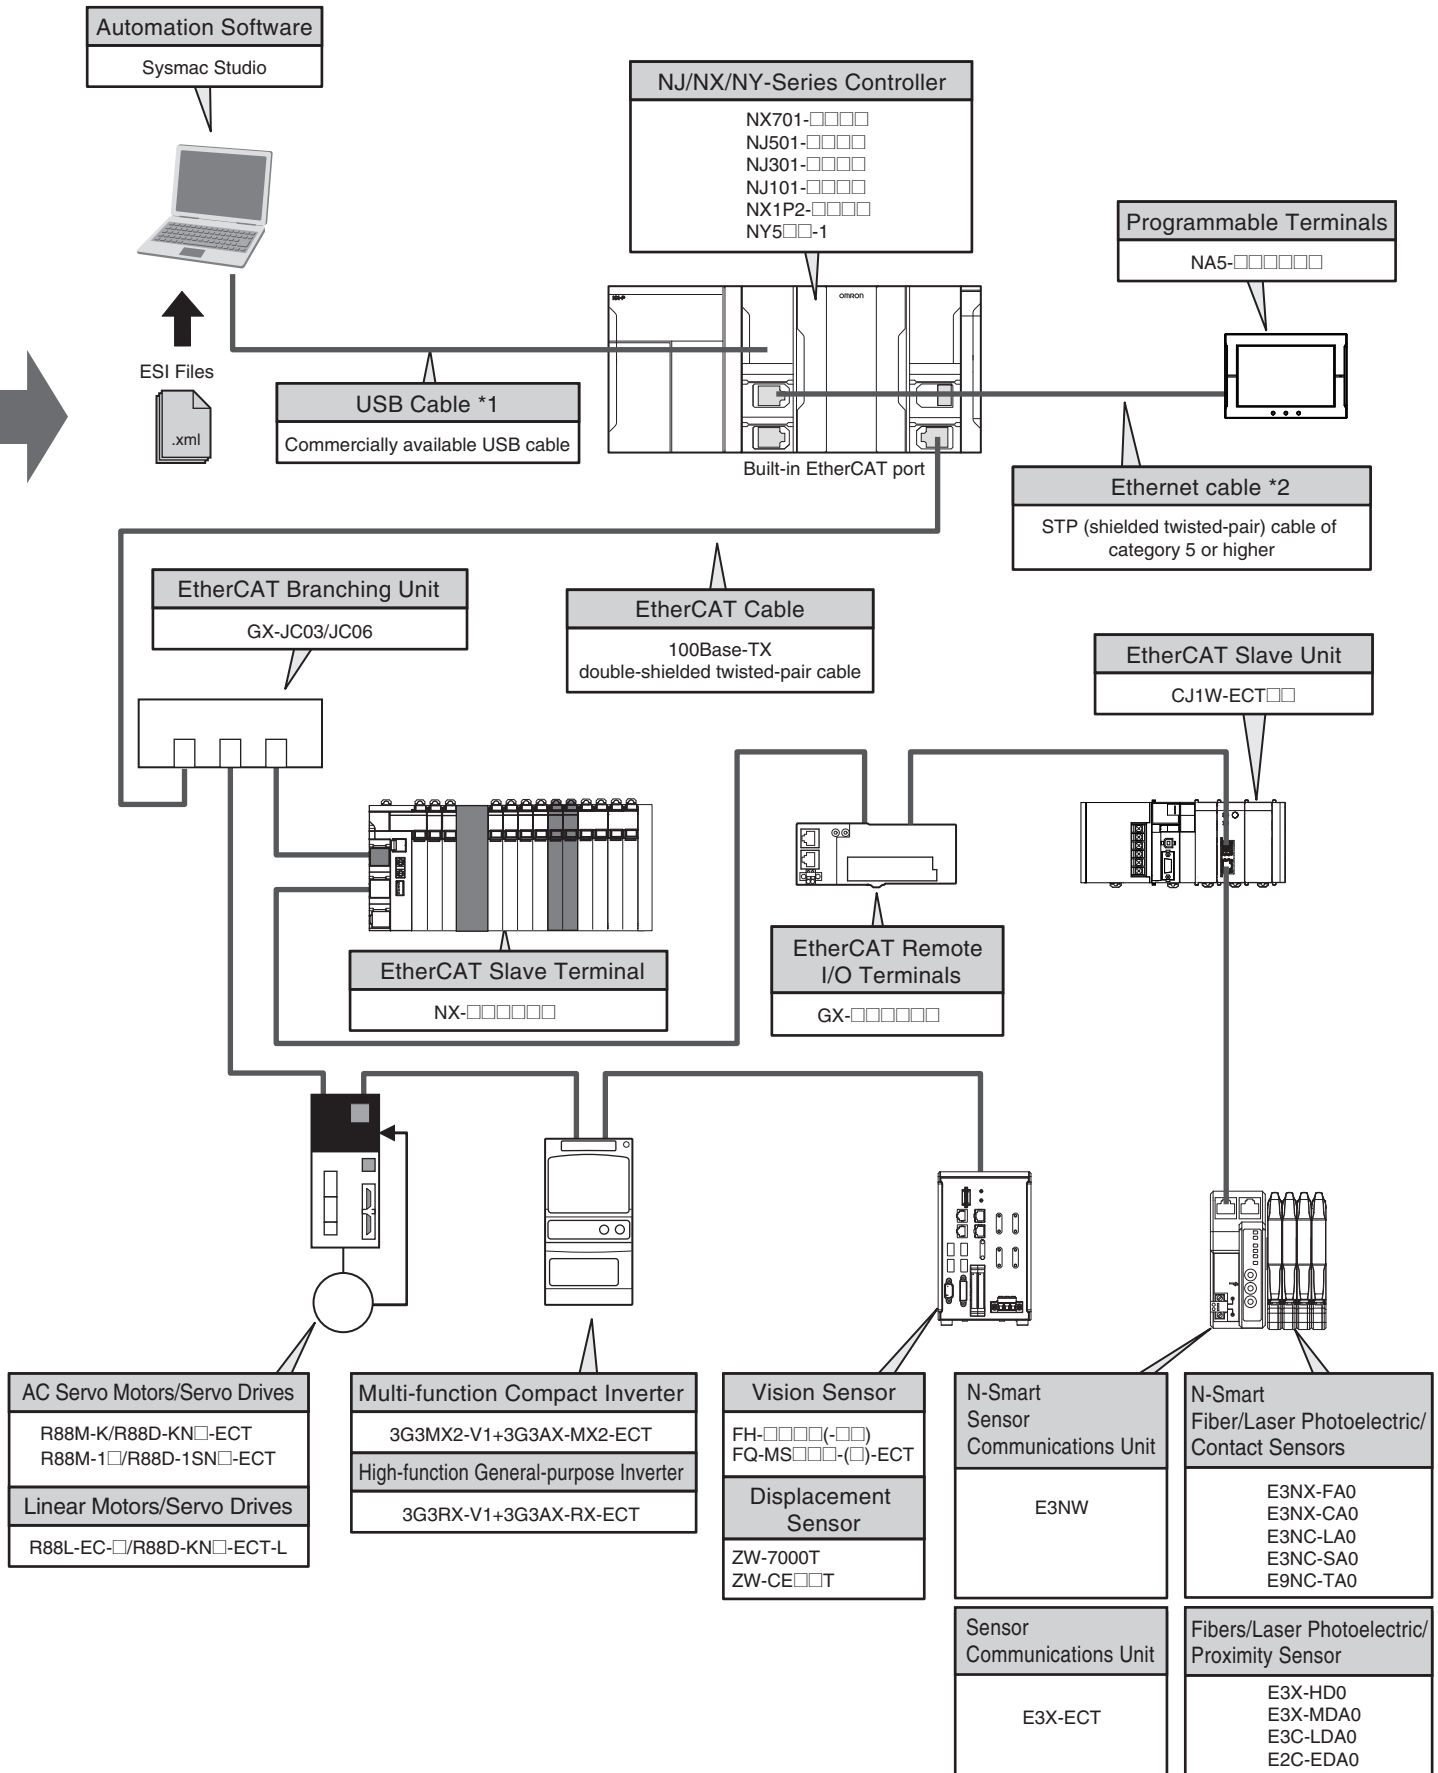 Automation Software
Sysmac Studio
NJ/NX/NY-Series Controller
NX701-□□□□
NJ501-□□□□
NJ301-□□□□
NJ101-□□□□
NX1P2-□□□□
NY5□□-1
Programmable Terminals
NA5-□□□□□□
OMRON
ESI Files
.xml
USB Cable *1
Commercially available USB cable
Built-in EtherCAT port
Ethernet cable *2
STP (shielded twisted-pair) cable of
category 5 or higher
EtherCAT Branching Unit
GX-JC03/JC06
EtherCAT Cable
100Base-TX
double-shielded twisted-pair cable
EtherCAT Slave Unit
CJ1W-ECT□□
EtherCAT Slave Terminal
NX-□□□□□□
EtherCAT Remote
I/O Terminals
GX-□□□□□□
AC Servo Motors/Servo Drives
R88M-K/R88D-KN□-ECT
R88M-1□/R88D-1SN□-ECT
Linear Motors/Servo Drives
R88L-EC-□/R88D-KN□-ECT-L
Multi-function Compact Inverter
3G3MX2-V1+3G3AX-MX2-ECT
High-function General-purpose Inverter
3G3RX-V1+3G3AX-RX-ECT
Vision Sensor
FH-□□□□(-□□)
FQ-MS□□□-(□)-ECT
Displacement
Sensor
ZW-7000T
ZW-CE□□T
N-Smart
Sensor
Communications Unit
E3NW
Sensor
Communications Unit
E3X-ECT
N-Smart
Fiber/Laser Photoelectric/
Contact Sensors
E3NX-FA0
E3NX-CA0
E3NC-LA0
E3NC-SA0
E9NC-TA0
Fibers/Laser Photoelectric/
Proximity Sensor
E3X-HD0
E3X-MDA0
E3C-LDA0
E2C-EDA0